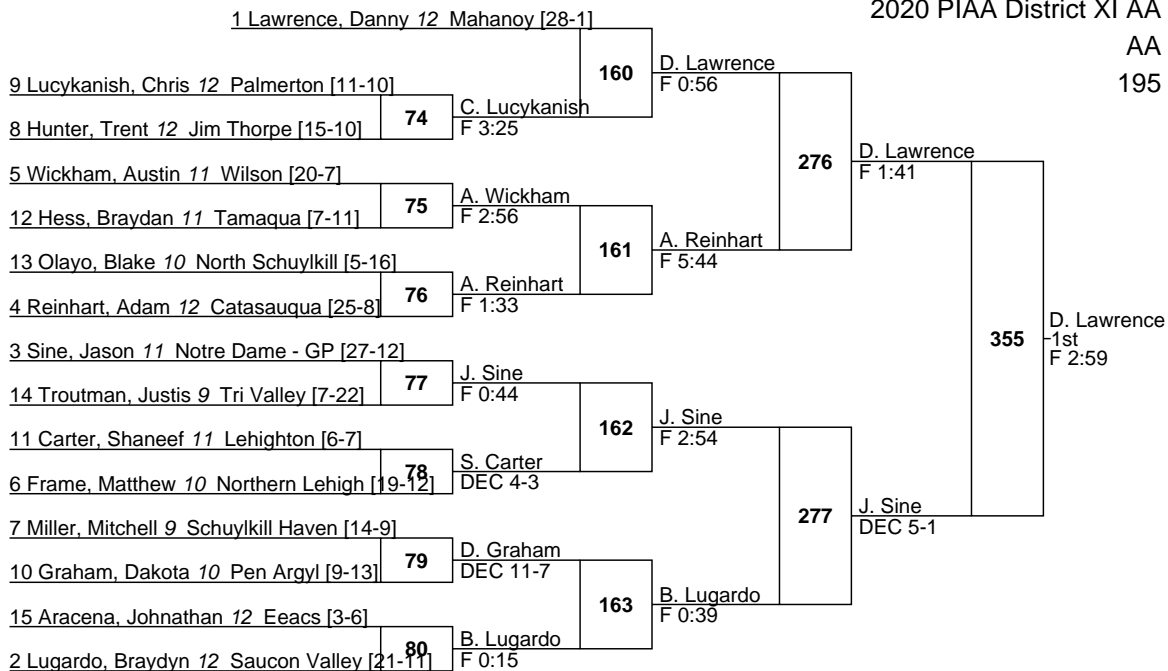 2020 PIAA District XI AA
AA
195
1 Lawrence, Danny 12 Mahanoy [28-1]
160
D. Lawrence
F 0:56
9 Lucykanish, Chris 12 Palmerton [11-10]
74
C. Lucykanish
F 3:25
8 Hunter, Trent 12 Jim Thorpe [15-10]
276
D. Lawrence
F 1:41
5 Wickham, Austin 11 Wilson [20-7]
75
A. Wickham
F 2:56
12 Hess, Braydan 11 Tamaqua [7-11]
161
A. Reinhart
F 5:44
13 Olayo, Blake 10 North Schuylkill [5-16]
76
A. Reinhart
F 1:33
4 Reinhart, Adam 12 Catasauqua [25-8]
355
D. Lawrence
1st
F 2:59
3 Sine, Jason 11 Notre Dame - GP [27-12]
77
J. Sine
F 0:44
14 Troutman, Justis 9 Tri Valley [7-22]
162
J. Sine
F 2:54
11 Carter, Shaneef 11 Lehighton [6-7]
78
S. Carter
DEC 4-3
6 Frame, Matthew 10 Northern Lehigh [19-12]
277
J. Sine
DEC 5-1
7 Miller, Mitchell 9 Schuylkill Haven [14-9]
79
D. Graham
DEC 11-7
10 Graham, Dakota 10 Pen Argyl [9-13]
163
B. Lugardo
F 0:39
15 Aracena, Johnathan 12 Eeacs [3-6]
80
B. Lugardo
F 0:15
2 Lugardo, Braydyn 12 Saucon Valley [21-11]